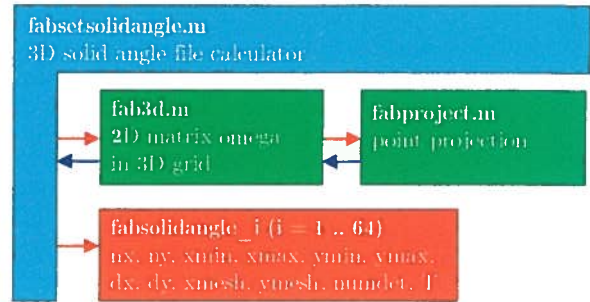 fabsetsolidangle.m
3D solid angle file calculator
fab3d.m
2D matrix omega
in 3D grid
fabproject.m
point projection
fabsolidangle_i (i = 1 .. 64)
nx, ny, xmin, xmax, ymin, ymax,
dx, dy, xmesh, ymesh, numdet, T